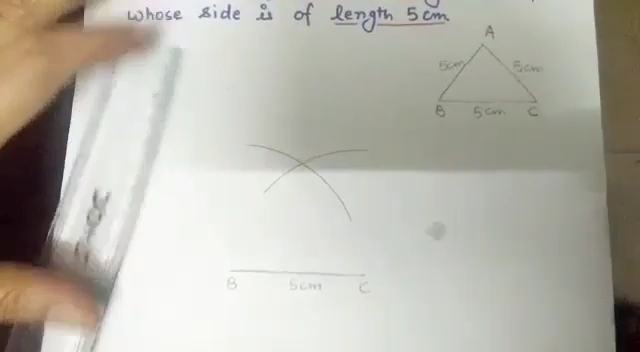 whose side is of length 5cm
A
5cm 5cm
B 5cm C
B 5cm C